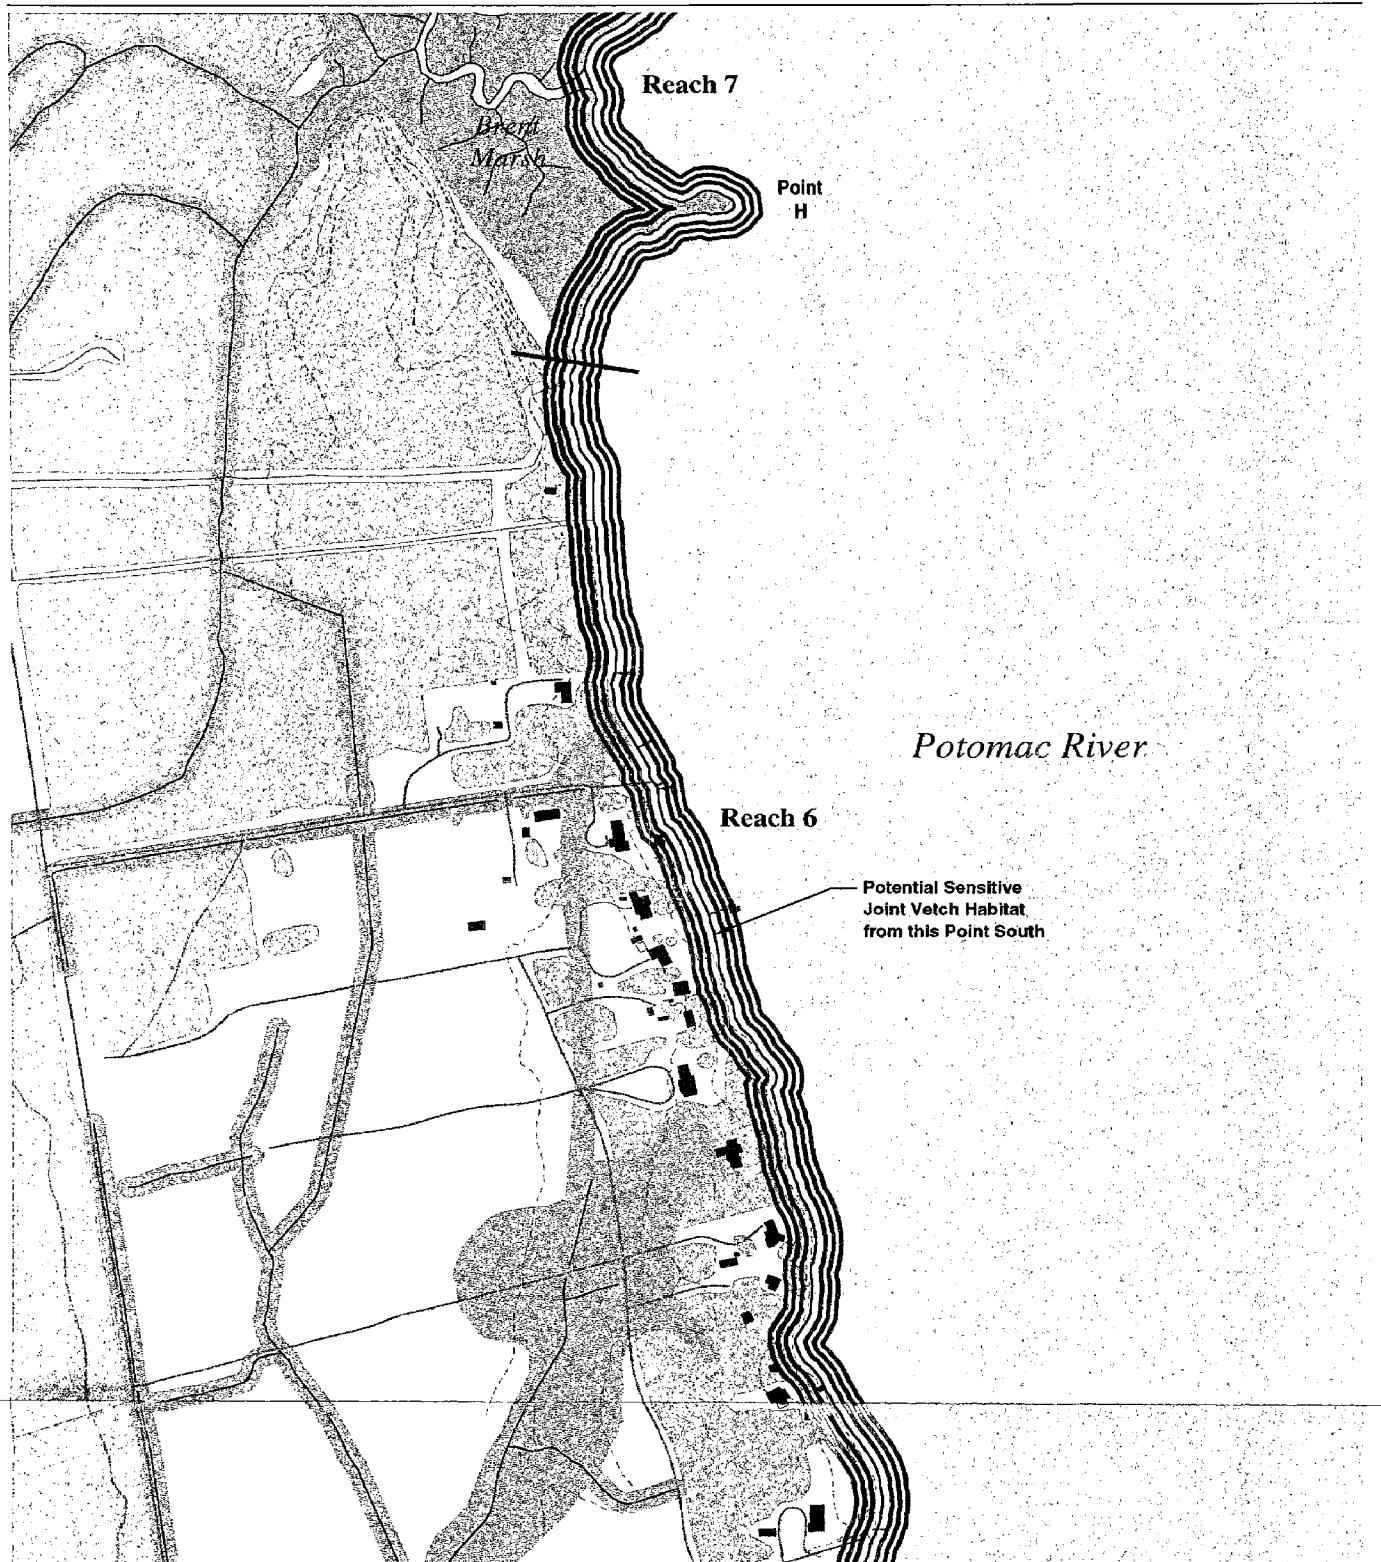 Reach 7
Brent
Marsh
Point
H
Potomac River
Reach 6
Potential Sensitive
Joint Vetch Habitat
from this Point South